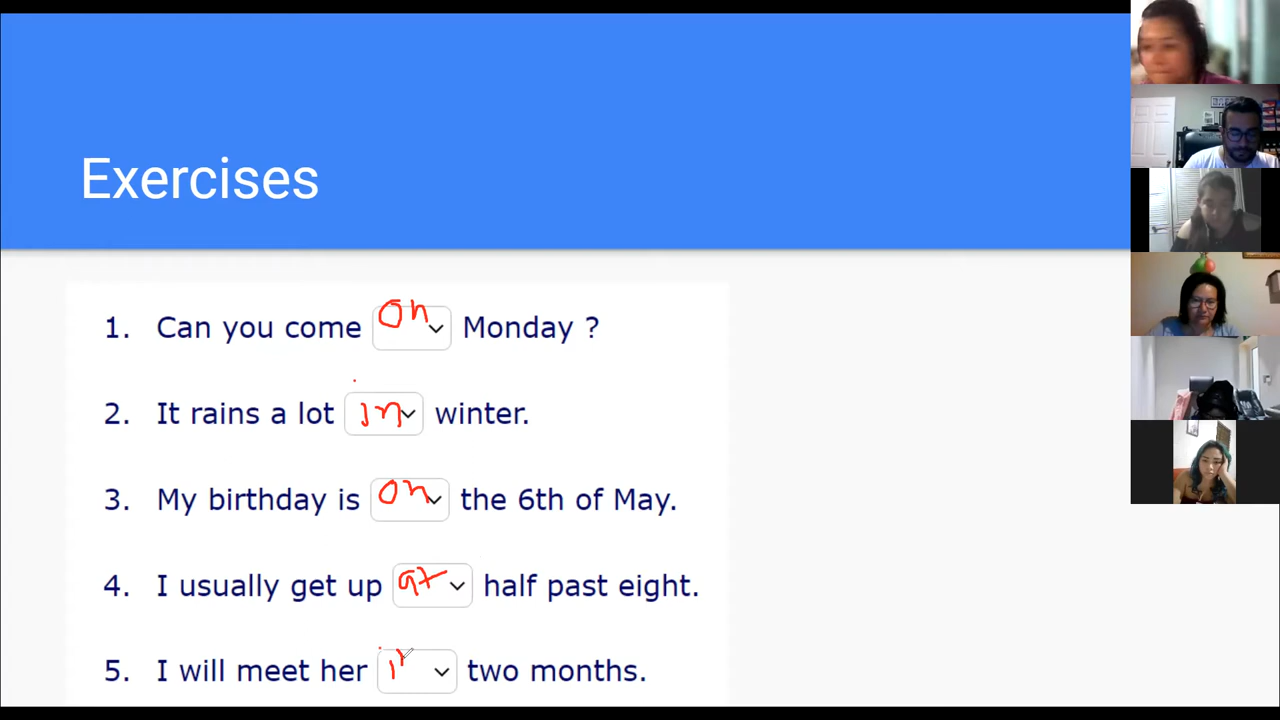 Exercises
1. Can you come on Monday ?
2. It rains a lot in winter.
3. My birthday is on the 6th of May.
4. I usually get up at half past eight.
5. I will meet her in two months.